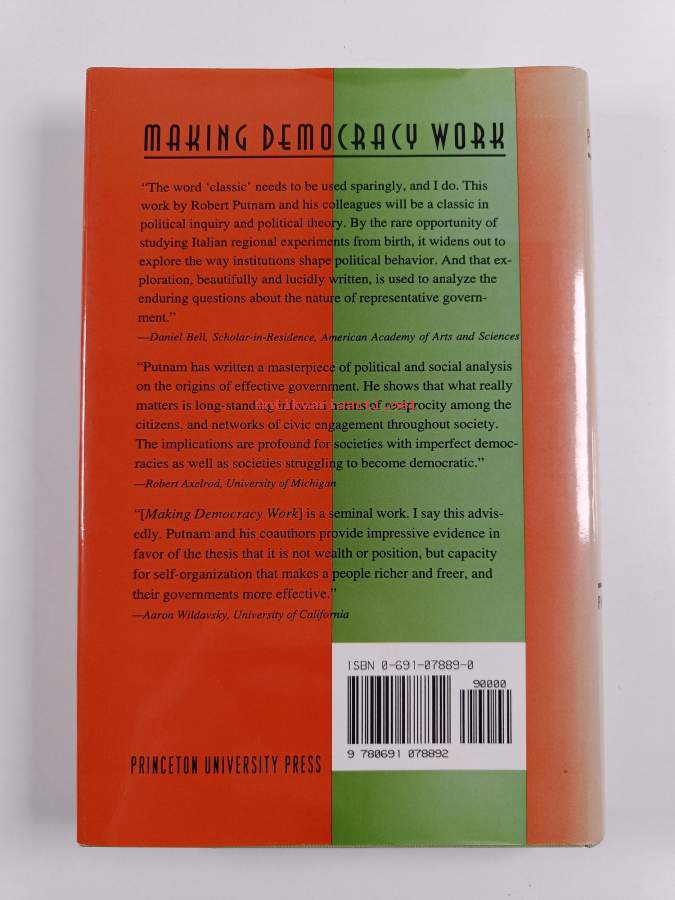 MAKING DEMOCRACY WORK
“The word ‘classic’ needs to be used sparingly, and I do. This
work by Robert Putnam and his colleagues will be a classic in
political inquiry and political theory. By the rare opportunity of
studying Italian regional experiments from birth, it widens out to
explore the way institutions shape political behavior. And that ex-
ploration, beautifully and lucidly written, is used to analyze the
enduring questions about the nature of representative govern-
ment.”
—Daniel Bell, Scholar-in-Residence, American Academy of Arts and Sciences
“Putnam has written a masterpiece of political and social analysis
on the origins of effective government. He shows that what really
matters is long-standing of reciprocity among the
citizens, and networks of civic engagement throughout society.
The implications are profound for societies with imperfect democ-
racies as well as societies struggling to become democratic.”
—Robert Axelrod, University of Michigan
“[Making Democracy Work] is a seminal work. I say this advis-
edly. Putnam and his coauthors provide impressive evidence in
favor of the thesis that it is not wealth or position, but capacity
for self-organization that makes a people richer and freer, and
their governments more effective.”
—Aaron Wildavsky, University of California
ISBN 0-691-07889-0
90000
9 780691 078892
PRINCETON UNIVERSITY PRESS